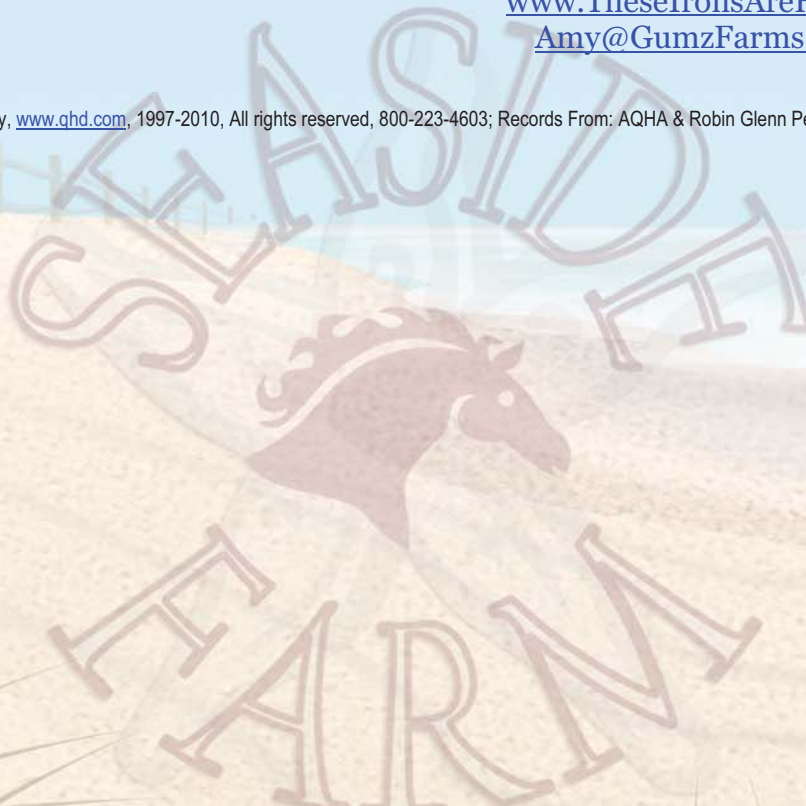 www.TheseIronsAreH
Amy@GumzFarms.
y, www.qhd.com, 1997-2010, All rights reserved, 800-223-4603; Records From: AQHA & Robin Glenn Pe
SEASIDE
FARM